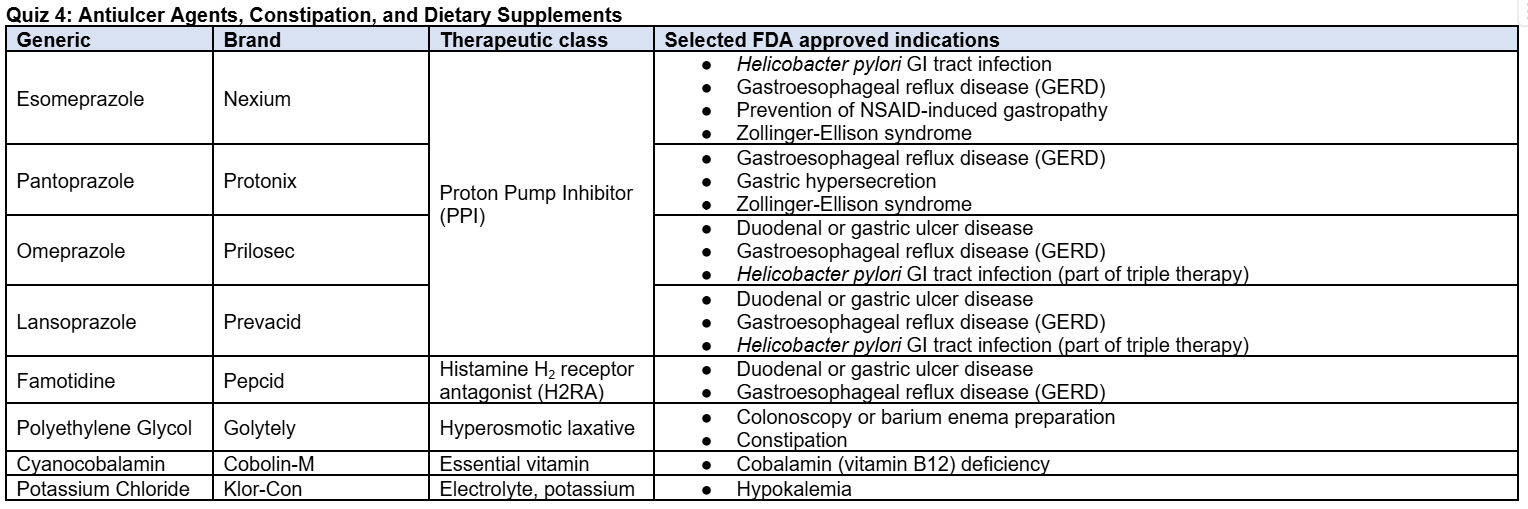 Quiz 4: Antiulcer Agents, Constipation, and Dietary Supplements
Generic Brand Therapeutic class Selected FDA approved indications
Esomeprazole Nexium
Proton Pump Inhibitor
(PPI)
● Helicobacter pylori GI tract infection
● Gastroesophageal reflux disease (GERD)
● Prevention of NSAID-induced gastropathy
● Zollinger-Ellison syndrome
Pantoprazole Protonix
● Gastroesophageal reflux disease (GERD)
● Gastric hypersecretion
● Zollinger-Ellison syndrome
Omeprazole Prilosec
● Duodenal or gastric ulcer disease
● Gastroesophageal reflux disease (GERD)
● Helicobacter pylori GI tract infection (part of triple therapy)
Lansoprazole Prevacid
● Duodenal or gastric ulcer disease
● Gastroesophageal reflux disease (GERD)
● Helicobacter pylori GI tract infection (part of triple therapy)
Famotidine Pepcid
Histamine H₂ receptor
antagonist (H2RA)
● Duodenal or gastric ulcer disease
● Gastroesophageal reflux disease (GERD)
Polyethylene Glycol Golytely Hyperosmotic laxative
● Colonoscopy or barium enema preparation
● Constipation
Cyanocobalamin Cobolin-M Essential vitamin ● Cobalamin (vitamin B12) deficiency
Potassium Chloride Klor-Con Electrolyte, potassium ● Hypokalemia